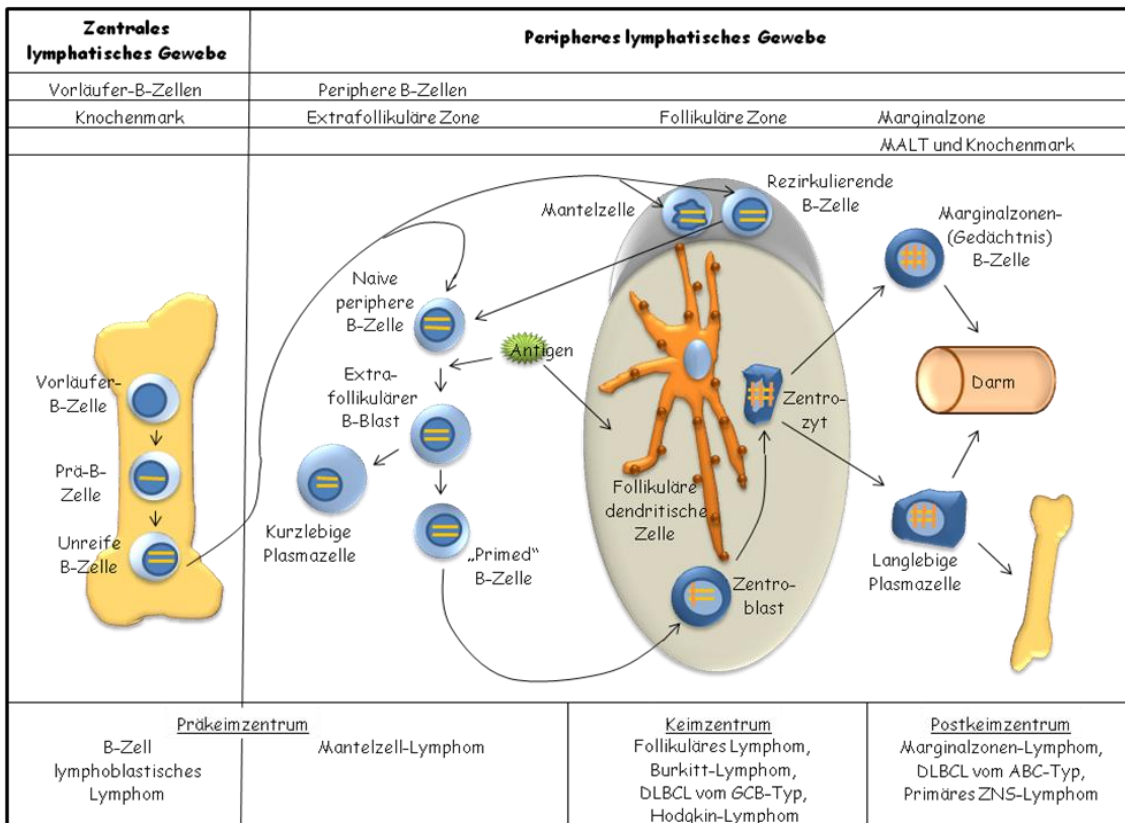 Zentrales
lymphatisches Gewebe
Peripheres lymphatisches Gewebe
Vorläufer-B-Zellen
Periphere B-Zellen
Knochenmark
Extrafollikuläre Zone
Follikuläre Zone
Marginalzone
MALT und Knochenmark
Vorläufer-
B-Zelle
Prä-B-
Zelle
Unreife
B-Zelle
Naive
periphere
B-Zelle
Antigen
Extra-
follikulärer
B-Blast
Kurzlebige
Plasmazelle
„Primed“
B-Zelle
Mantelzelle
Rezirkulierende
B-Zelle
Follikuläre
dendritische
Zelle
Zentro-
zyt
Zentro-
blast
Marginalzonen-
(Gedächtnis)
B-Zelle
Darm
Langlebige
Plasmazelle
Präkeimzentrum
B-Zell
lymphoblastisches
Lymphom
Mantelzell-Lymphom
Keimzentrum
Follikuläres Lymphom,
Burkitt-Lymphom,
DLBCL vom GCB-Typ,
Hodgkin-Lymphom
Postkeimzentrum
Marginalzonen-Lymphom,
DLBCL vom ABC-Typ,
Primäres ZNS-Lymphom